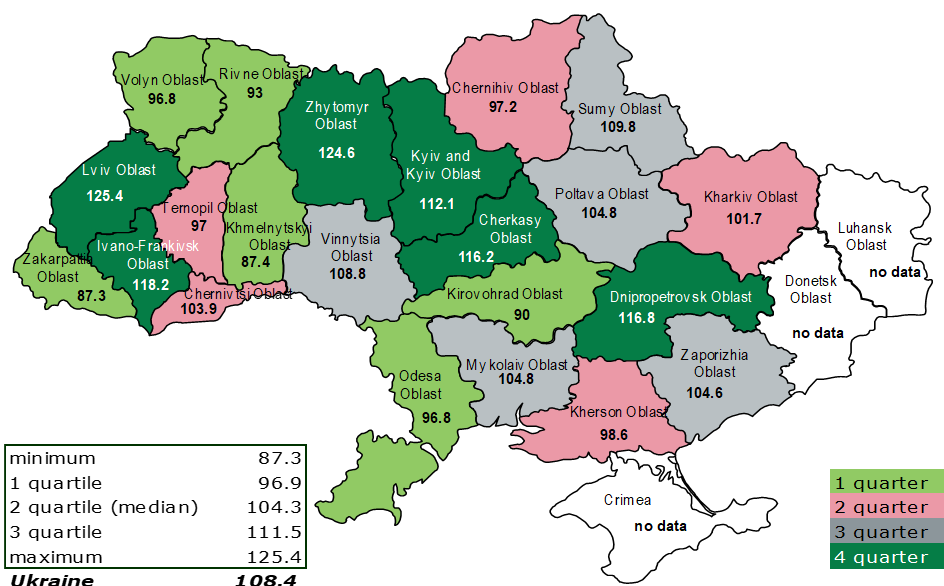 Volyn Oblast
96.8
Rivne Oblast
93
Zhytomyr
Oblast
124.6
Chernihiv Oblast
97.2
Sumy Oblast
109.8
Kyiv and
Kyiv Oblast
112.1
Lviv Oblast
125.4
Ternopil Oblast
97
Khmelnytskyi
Oblast
87.4
Vinnytsia
Oblast
108.8
Cherkasy
Oblast
116.2
Poltava Oblast
104.8
Kharkiv Oblast
101.7
Luhansk
Oblast
no data
Donetsk
Oblast
no data
Zakarpattia
Oblast
87.3
Ivano-Frankivsk
Oblast
118.2
Chernivtsi Oblast
103.9
Kirovohrad Oblast
90
Dnipropetrovsk Oblast
116.8
Odesa
Oblast
96.8
Mykolaiv Oblast
104.8
Zaporizhia
Oblast
104.6
Kherson Oblast
98.6
Crimea
no data
minimum 87.3
1 quartile 96.9
2 quartile (median) 104.3
3 quartile 111.5
maximum 125.4
Ukraine 108.4
1 quarter
2 quarter
3 quarter
4 quarter